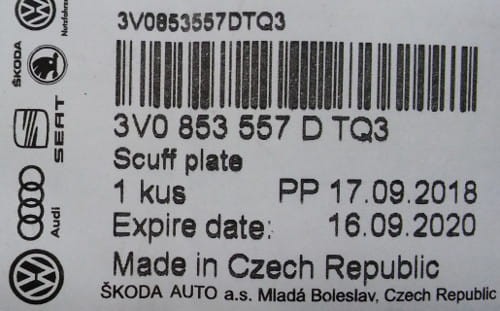 Nutzfahrzeuge
ŠKODA
SEAT
Audi
3V0853557DTQ3
3V0 853 557 D TQ3
Scuff plate
1 kus PP 17.09.2018
Expire date: 16.09.2020
Made in Czech Republic
ŠKODA AUTO a.s. Mladá Boleslav, Czech Republic